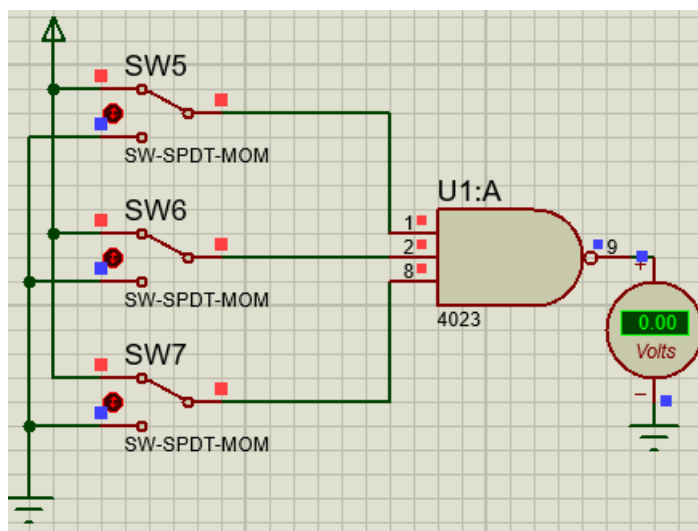 SW5
SW-SPDT-MOM
SW6
SW-SPDT-MOM
SW7
SW-SPDT-MOM
U1:A
1
2
8
9
4023
+
0.00
Volts
−